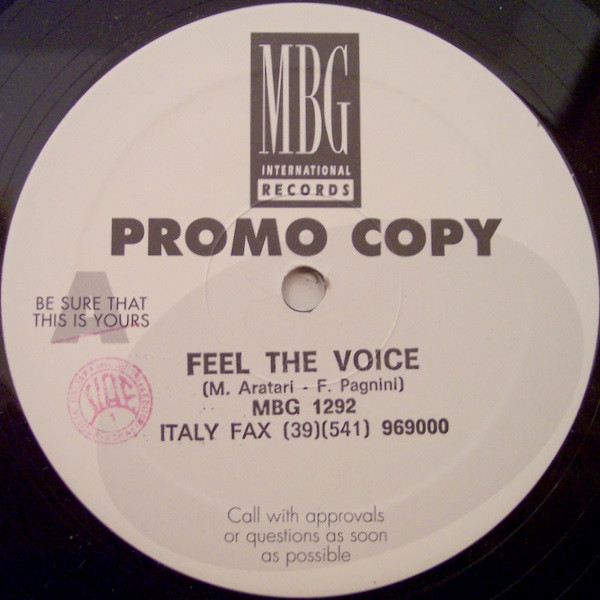 MBG
INTERNATIONAL
RECORDS
PROMO COPY
A
BE SURE THAT
THIS IS YOURS
FEEL THE VOICE
(M. Aratari - F. Pagnini)
MBG 1292
ITALY FAX (39)(541) 969000
SIAE
Call with approvals
or questions as soon
as possible